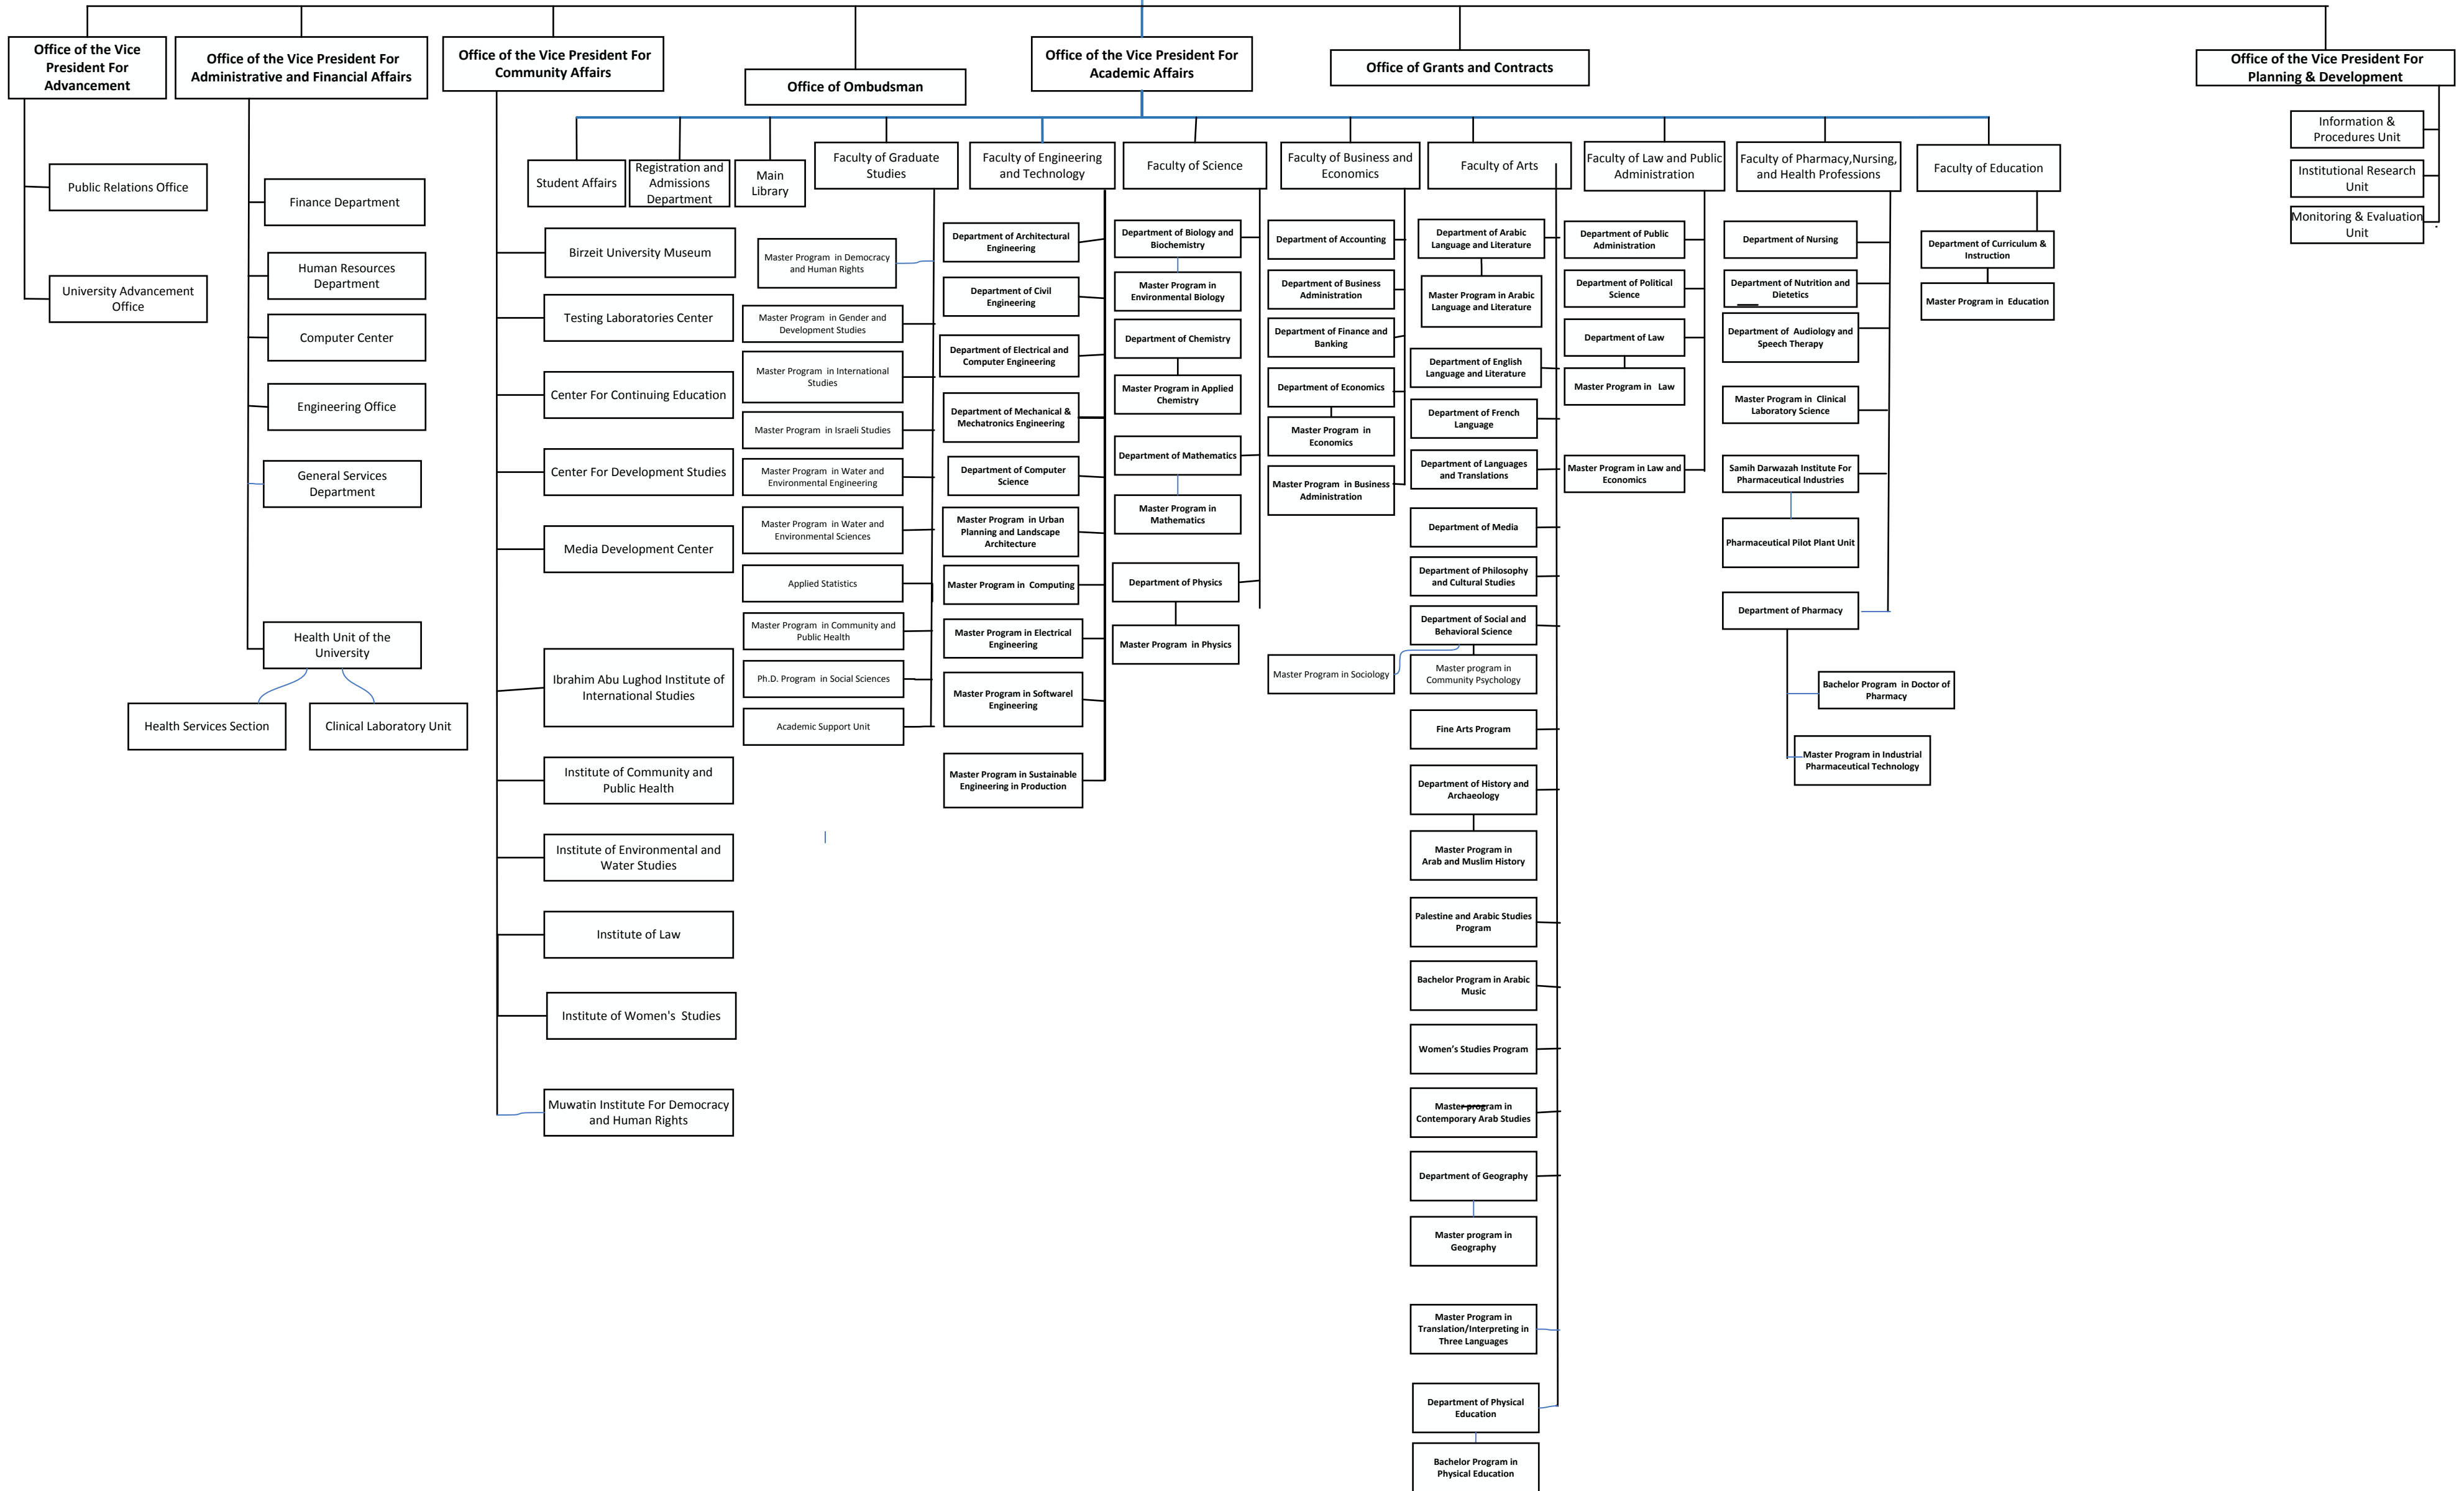 Office of the Vice
President For
Advancement
Office of the Vice President For
Administrative and Financial Affairs
Office of the Vice President For
Community Affairs
Office of Ombudsman
Office of the Vice President For
Academic Affairs
Office of Grants and Contracts
Office of the Vice President For
Planning & Development
Public Relations Office
University Advancement
Office
Finance Department
Human Resources
Department
Computer Center
Engineering Office
General Services
Department
Health Unit of the
University
Health Services Section
Clinical Laboratory Unit
Birzeit University Museum
Testing Laboratories Center
Center For Continuing Education
Center For Development Studies
Media Development Center
Ibrahim Abu Lughod Institute of
International Studies
Institute of Community and
Public Health
Institute of Environmental and
Water Studies
Institute of Law
Institute of Women's Studies
Muwatin Institute For Democracy
and Human Rights
Student Affairs
Registration and
Admissions
Department
Main
Library
Faculty of Graduate
Studies
Master Program in Democracy
and Human Rights
Master Program in Gender and
Development Studies
Master Program in International
Studies
Master Program in Israeli Studies
Master Program in Water and
Environmental Engineering
Master Program in Water and
Environmental Sciences
Applied Statistics
Master Program in Community and
Public Health
Ph.D. Program in Social Sciences
Academic Support Unit
Faculty of Engineering
and Technology
Department of Architectural
Engineering
Department of Civil
Engineering
Department of Electrical and
Computer Engineering
Department of Mechanical &
Mechatronics Engineering
Department of Computer
Science
Master Program in Urban
Planning and Landscape
Architecture
Master Program in Computing
Master Program in Electrical
Engineering
Master Program in Softwarel
Engineering
Master Program in Sustainable
Engineering in Production
Faculty of Science
Department of Biology and
Biochemistry
Master Program in
Environmental Biology
Department of Chemistry
Master Program in Applied
Chemistry
Department of Mathematics
Master Program in
Mathematics
Department of Physics
Master Program in Physics
Faculty of Business and
Economics
Department of Accounting
Department of Business
Administration
Department of Finance and
Banking
Department of Economics
Master Program in
Economics
Master Program in Business
Administration
Faculty of Arts
Department of Arabic
Language and Literature
Master Program in Arabic
Language and Literature
Department of English
Language and Literature
Department of French
Language
Department of Languages
and Translations
Department of Media
Department of Philosophy
and Cultural Studies
Department of Social and
Behavioral Science
Master Program in Sociology
Master program in
Community Psychology
Fine Arts Program
Department of History and
Archaeology
Master Program in
Arab and Muslim History
Palestine and Arabic Studies
Program
Bachelor Program in Arabic
Music
Women’s Studies Program
Master program in
Contemporary Arab Studies
Department of Geography
Master program in
Geography
Master Program in
Translation/Interpreting in
Three Languages
Department of Physical
Education
Bachelor Program in
Physical Education
Faculty of Law and Public
Administration
Department of Public
Administration
Department of Political
Science
Department of Law
Master Program in Law
Master Program in Law and
Economics
Faculty of Pharmacy,Nursing,
and Health Professions
Department of Nursing
Department of Nutrition and
Dietetics
Department of Audiology and
Speech Therapy
Master Program in Clinical
Laboratory Science
Samih Darwazah Institute For
Pharmaceutical Industries
Pharmaceutical Pilot Plant Unit
Department of Pharmacy
Bachelor Program in Doctor of
Pharmacy
Master Program in Industrial
Pharmaceutical Technology
Faculty of Education
Department of Curriculum &
Instruction
Master Program in Education
Information &
Procedures Unit
Institutional Research
Unit
Monitoring & Evaluation
Unit